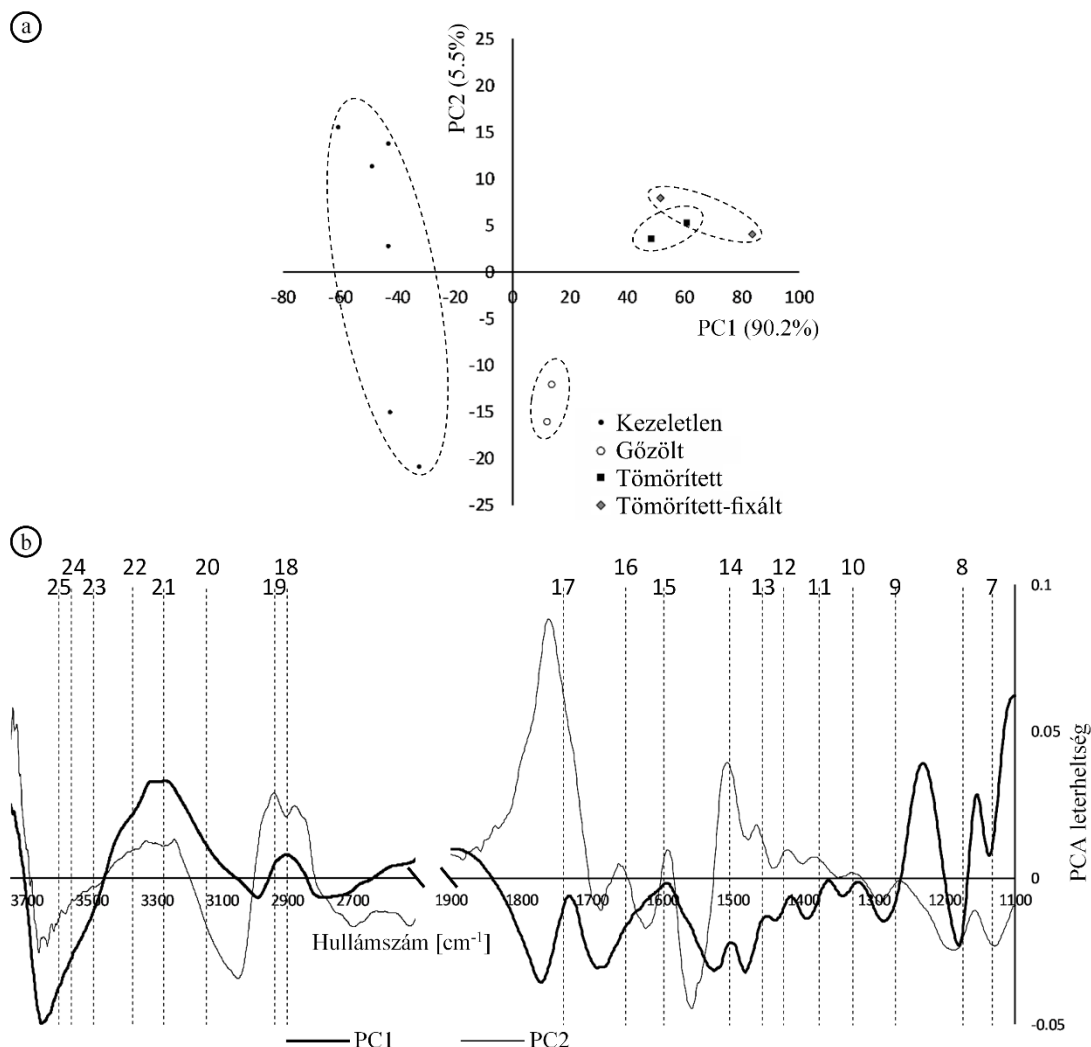 a
25
20
15
10
5
0
-5
-10
-15
-20
-25
PC2 (5.5%)
-80 -60 -40 -20 0 20 40 60 80 100
PC1 (90.2%)
Kezeletlen
Gőzölt
Tömörített
Tömörített-fixált
b
24 22 20 18 16 14 12 10 8
25 23 21 19 17 15 13 11 9 7
0.1
0.05
0
-0.05
PCA leterheltség
3700 3500 3300 3100 2900 2700 1900 1800 1700 1600 1500 1400 1300 1200 1100
Hullámszám [cm⁻¹]
PC1 PC2